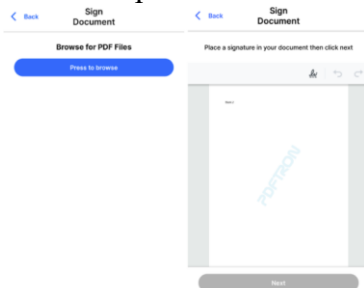 Back
Sign
Document
Browse for PDF Files
Press to browse
Back
Sign
Document
Place a signature in your document then click next
PDFTRON
Next